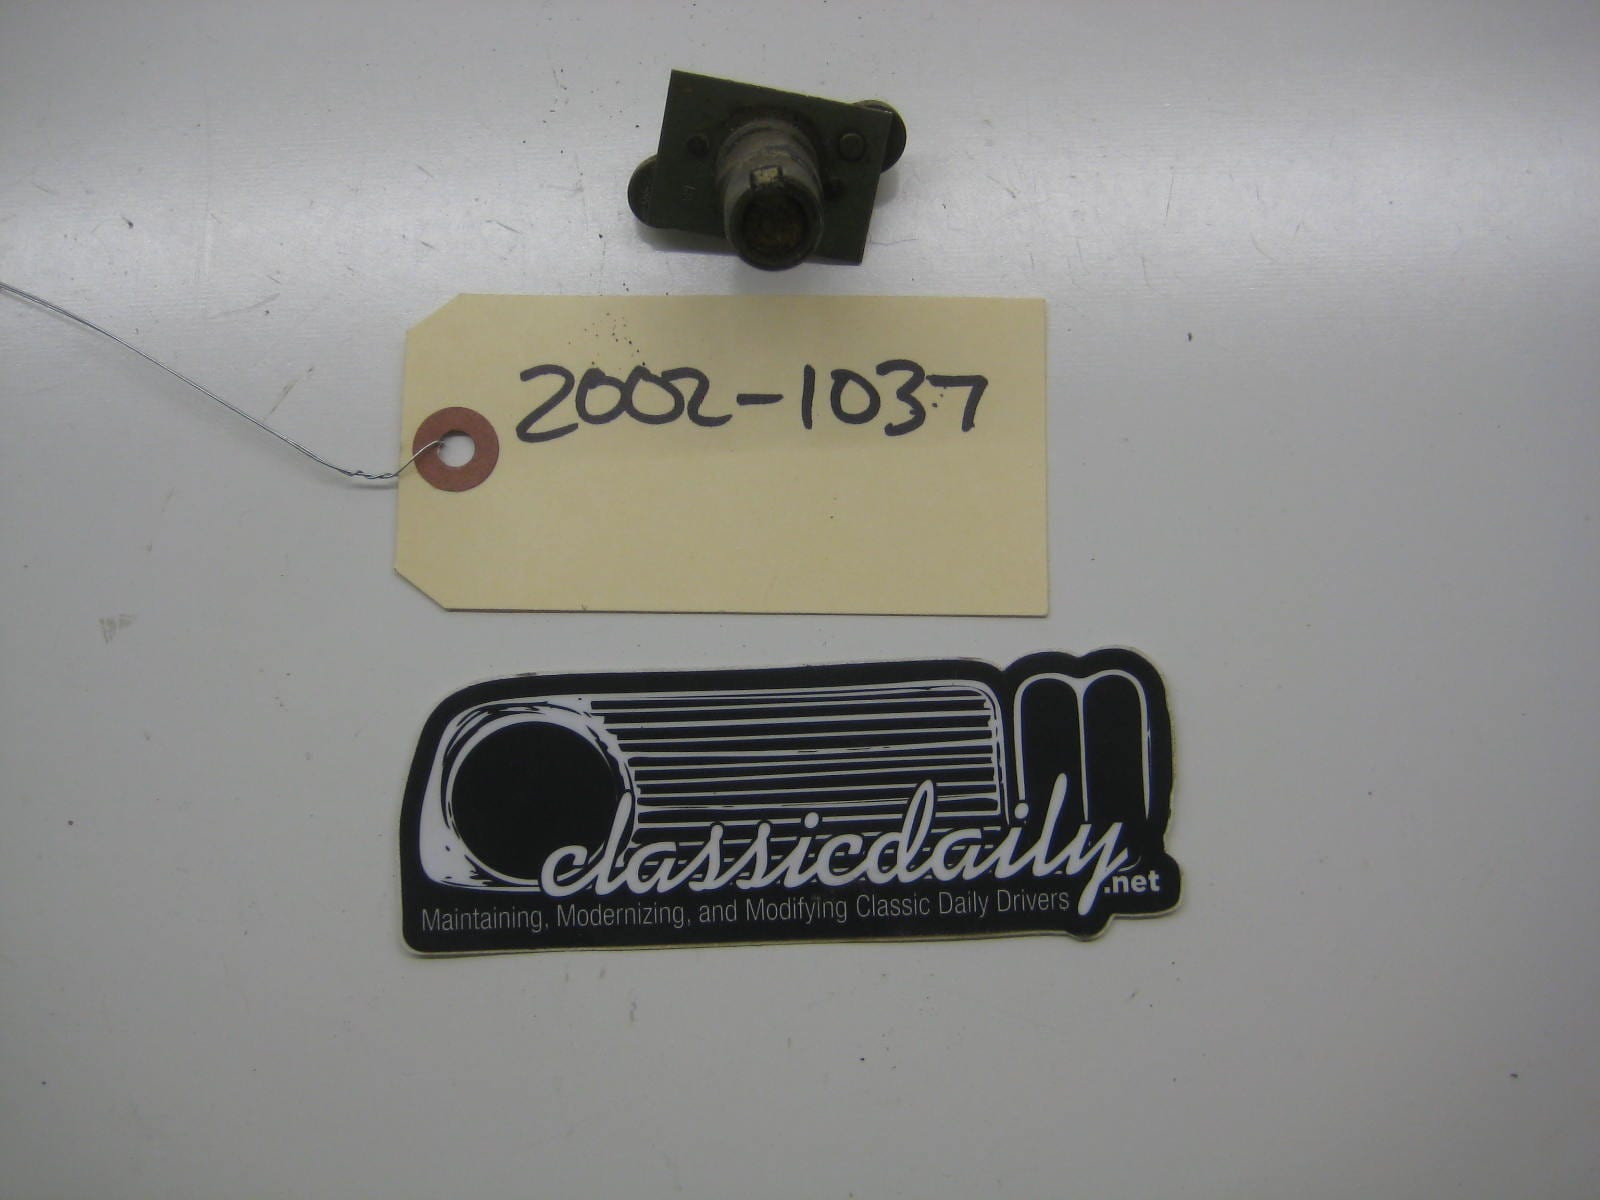 2002-1037
classicdaily
.net
Maintaining, Modernizing, and Modifying Classic Daily Drivers